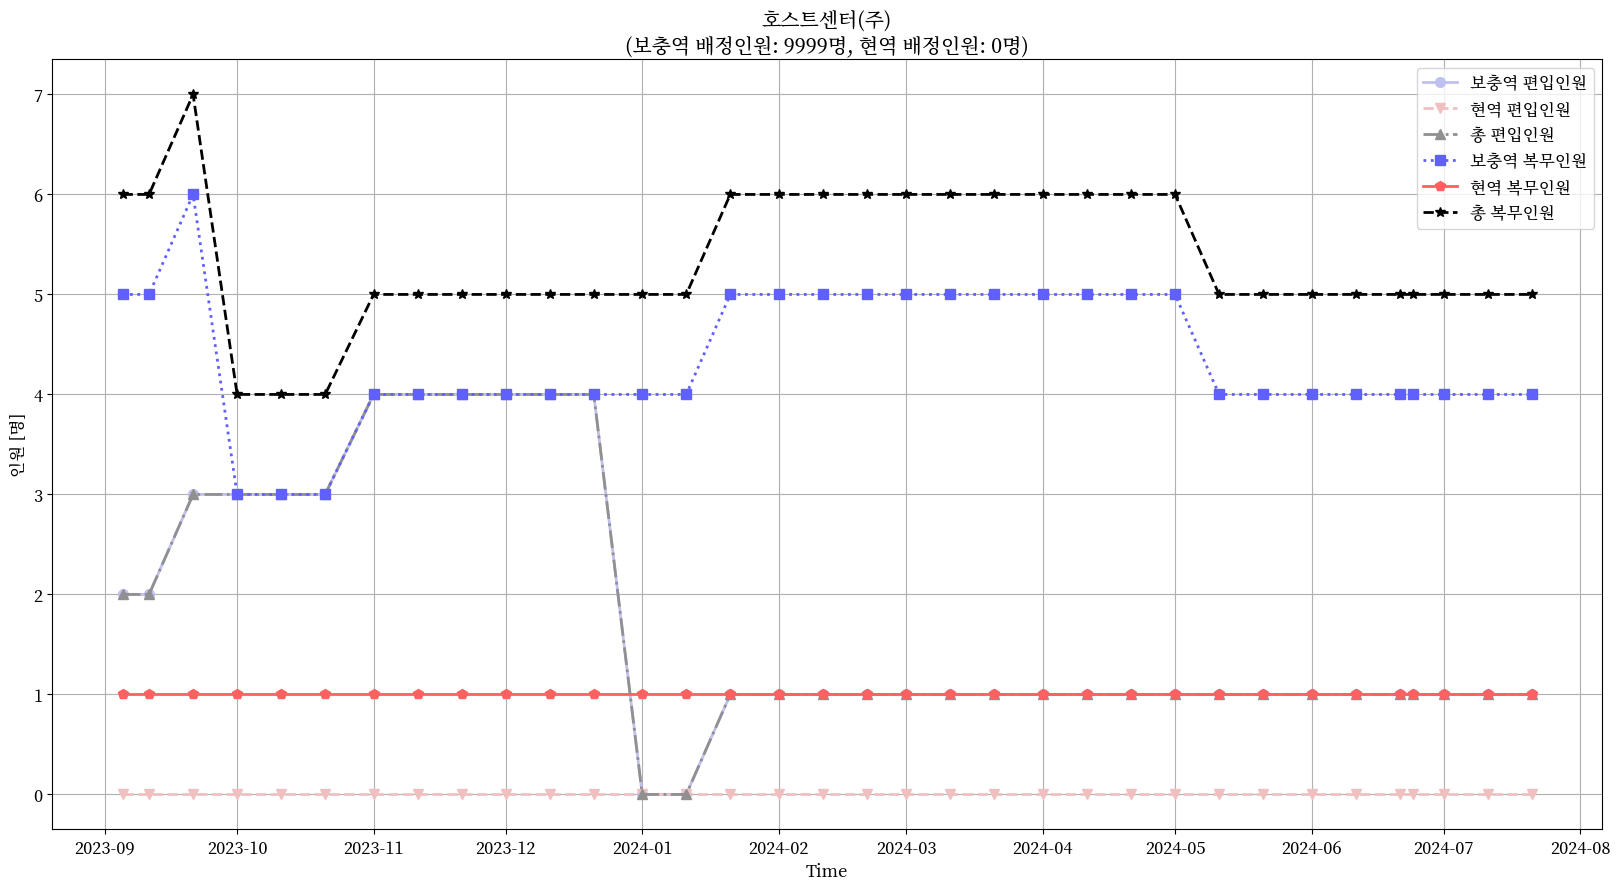 호스트센터(주)
(보충역 배정인원: 9999명, 현역 배정인원: 0명)
보충역 편입인원
현역 편입인원
총 편입인원
보충역 복무인원
현역 복무인원
총 복무인원
인원 [명]
7
6
5
4
3
2
1
0
2023-09
2023-10
2023-11
2023-12
2024-01
2024-02
2024-03
2024-04
2024-05
2024-06
2024-07
2024-08
Time